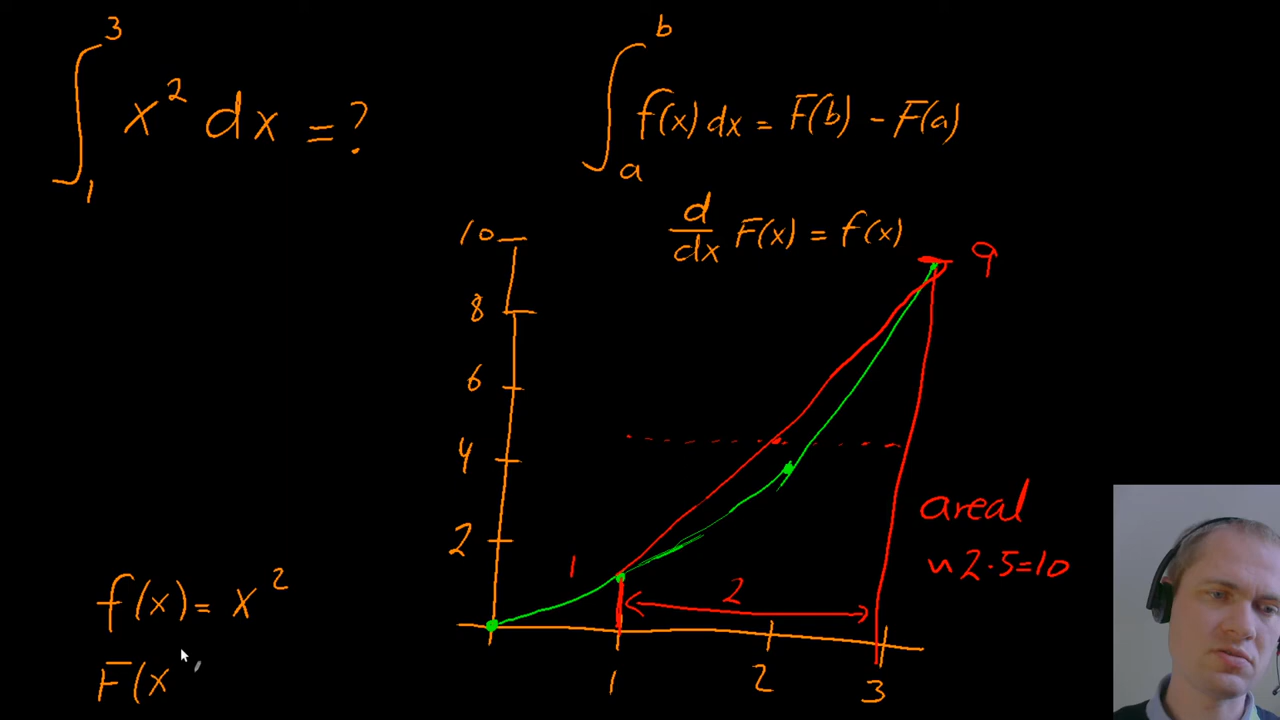 ∫₁³ x² dx = ?
∫ₐᵇ f(x) dx = F(b) - F(a)
d/dx F(x) = f(x)
10
8
6
4
2
9
1
2
areal
~ 2·5=10
1
2
3
f(x) = x²
F(x